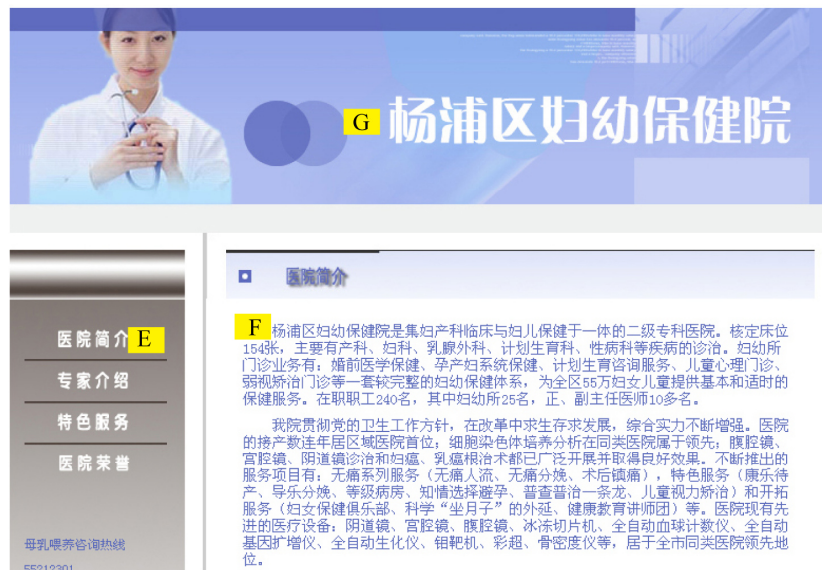 G 杨浦区妇幼保健院
医院简介 E
专家介绍
特色服务
医院荣誉
母乳喂养咨询热线
医院简介
F 杨浦区妇幼保健院是集妇产科临床与妇儿保健于一体的二级专科医院。核定床位
154张，主要有产科、妇科、乳腺外科、计划生育科、性病科等疾病的诊治。妇幼所
门诊业务有：婚前医学保健、孕产妇系统保健、计划生育咨询服务、儿童心理门诊、
弱视矫治门诊等一套较完整的妇幼保健体系，为全区55万妇女儿童提供基本和适时的
保健服务。在职职工240名，其中妇幼所25名，正、副主任医师10多名。
我院贯彻党的卫生工作方针，在改革中求生存求发展，综合实力不断增强。医院
的接产数连年居区域医院首位；细胞染色体培养分析在同类医院属于领先；腹腔镜、
宫腔镜、阴道镜诊治和妇瘟、乳瘟根治术都已广泛开展并取得良好效果。不断推出的
服务项目有：无痛系列服务（无痛人流、无痛分娩、术后镇痛），特色服务（康乐待
产、导乐分娩、等级病房、知情选择避孕、普查普治一条龙、儿童视力矫治）和开拓
服务（妇女保健俱乐部、科学“坐月子”的外延、健康教育讲师团）等。医院现有先
进的医疗设备：阴道镜、宫腔镜、腹腔镜、冰冻切片机、全自动血球计数仪、全自动
基因扩增仪、全自动生化仪、钼靶机、彩超、骨密度仪等，居于全市同类医院领先地
位。